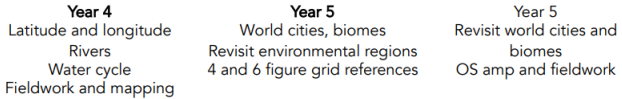 Year 4
Latitude and longitude
Rivers
Water cycle
Fieldwork and mapping
Year 5
World cities, biomes
Revisit environmental regions
4 and 6 figure grid references
Year 5
Revisit world cities and
biomes
OS amp and fieldwork